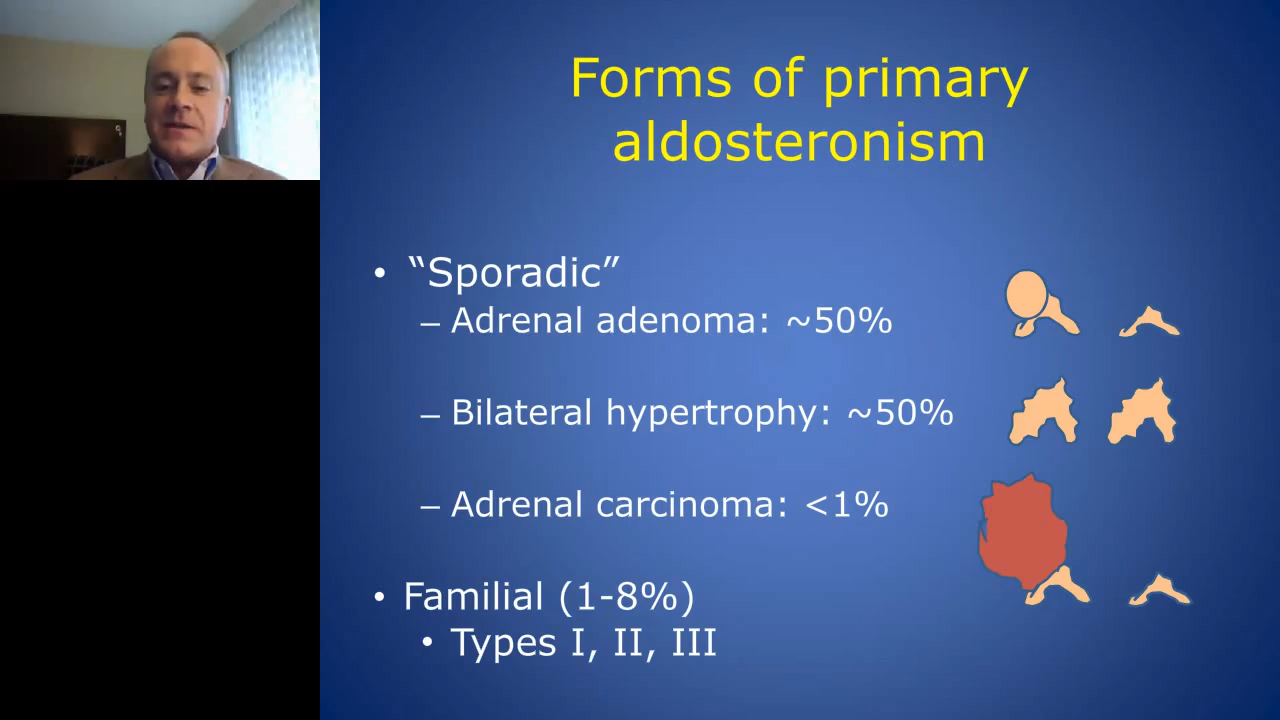 Forms of primary
aldosteronism
• “Sporadic”
– Adrenal adenoma: ~50%
– Bilateral hypertrophy: ~50%
– Adrenal carcinoma: <1%
• Familial (1-8%)
• Types I, II, III